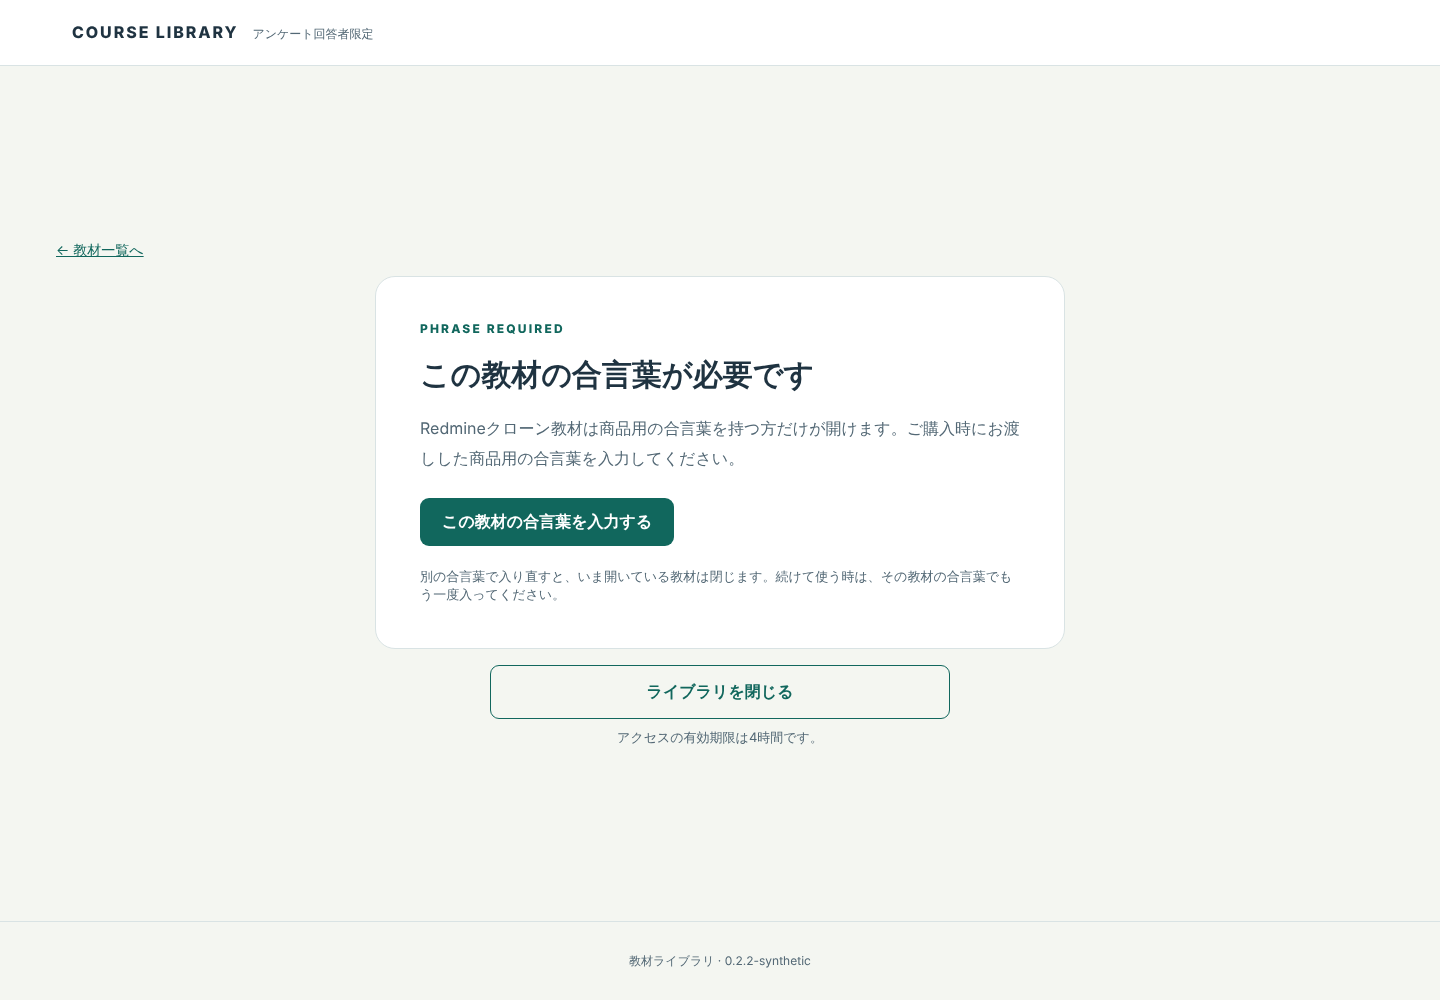 COURSE LIBRARY アンケート回答者限定
← 教材一覧へ
PHRASE REQUIRED
この教材の合言葉が必要です
Redmineクローン教材は商品用の合言葉を持つ方だけが開けます。ご購入時にお渡
しした商品用の合言葉を入力してください。
この教材の合言葉を入力する
別の合言葉で入り直すと、いま開いている教材は閉じます。続けて使う時は、その教材の合言葉でも
う一度入ってください。
ライブラリを閉じる
アクセスの有効期限は4時間です。
教材ライブラリ · 0.2.2-synthetic